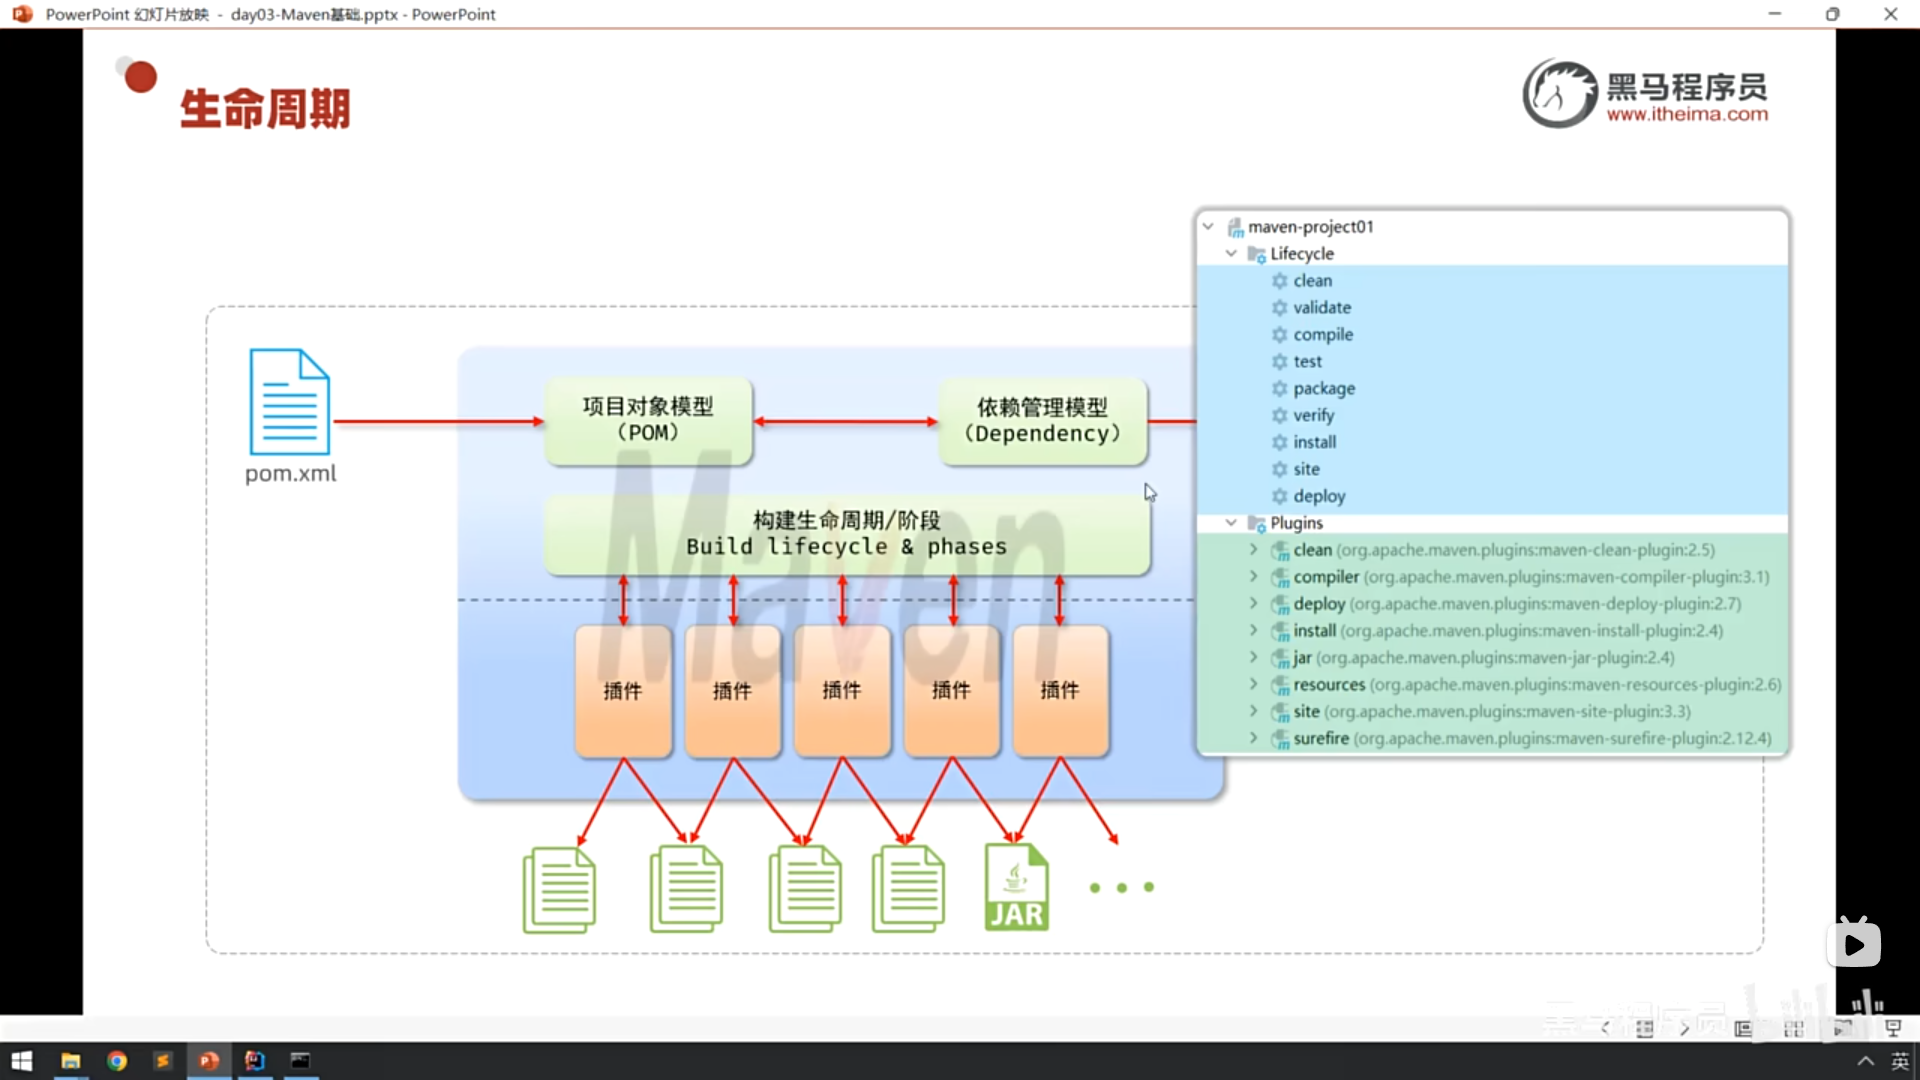 PowerPoint 幻灯片放映 - day03-Maven基础.pptx - PowerPoint
生命周期
黑马程序员
www.itheima.com
maven-project01
Lifecycle
clean
validate
compile
test
package
verify
install
site
deploy
Plugins
clean (org.apache.maven.plugins:maven-clean-plugin:2.5)
compiler (org.apache.maven.plugins:maven-compiler-plugin:3.1)
deploy (org.apache.maven.plugins:maven-deploy-plugin:2.7)
install (org.apache.maven.plugins:maven-install-plugin:2.4)
jar (org.apache.maven.plugins:maven-jar-plugin:2.4)
resources (org.apache.maven.plugins:maven-resources-plugin:2.6)
site (org.apache.maven.plugins:maven-site-plugin:3.3)
surefire (org.apache.maven.plugins:maven-surefire-plugin:2.12.4)
pom.xml
项目对象模型
（POM）
依赖管理模型
（Dependency）
构建生命周期/阶段
Build lifecycle & phases
Maven
插件
插件
插件
插件
插件
JAR
黑马程序员
bilibili
英